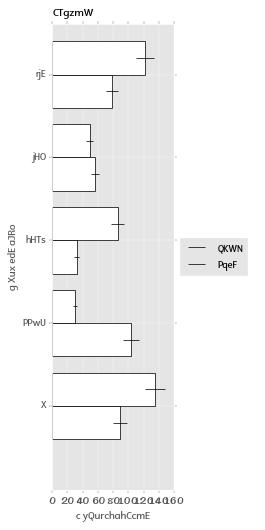 CTgzmW
rjE
jHO
hHTs
PPwU
X
g Xux edE aJRo
0 20 40 60 80 100 120 140 160
c yQurchahCcmE
QKWN
PqeF